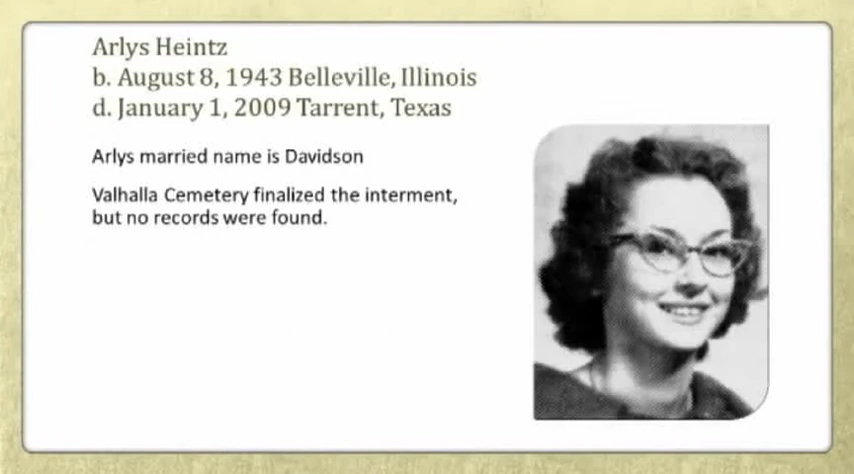 Arlys Heintz
b. August 8, 1943 Belleville, Illinois
d. January 1, 2009 Tarrent, Texas
Arlys married name is Davidson
Valhalla Cemetery finalized the interment,
but no records were found.